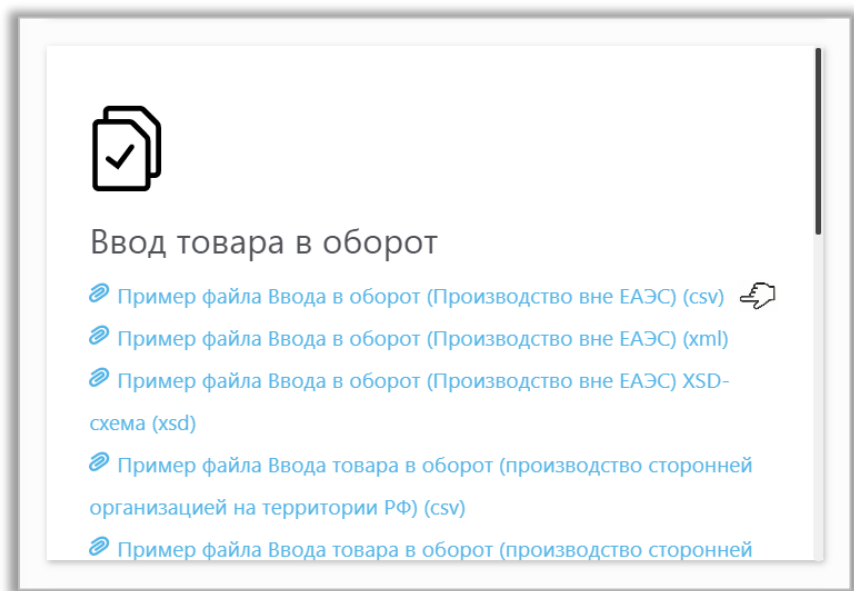 Ввод товара в оборот
Пример файла Ввода в оборот (Производство вне ЕАЭС) (csv)
Пример файла Ввода в оборот (Производство вне ЕАЭС) (xml)
Пример файла Ввода в оборот (Производство вне ЕАЭС) XSD-
схема (xsd)
Пример файла Ввода товара в оборот (производство сторонней
организацией на территории РФ) (csv)
Пример файла Ввода товара в оборот (производство сторонней